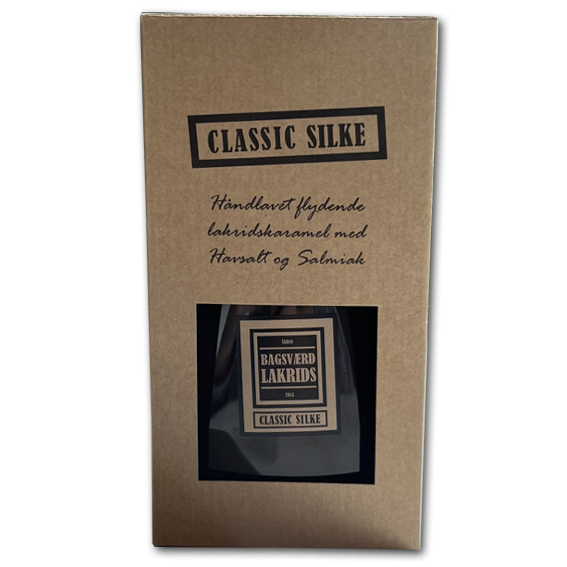 CLASSIC SILKE
Håndlavet flydende
lakridskaramel med
Havsalt og Salmiak
Siden
BAGSVÆRD
LAKRIDS
2015
CLASSIC SILKE